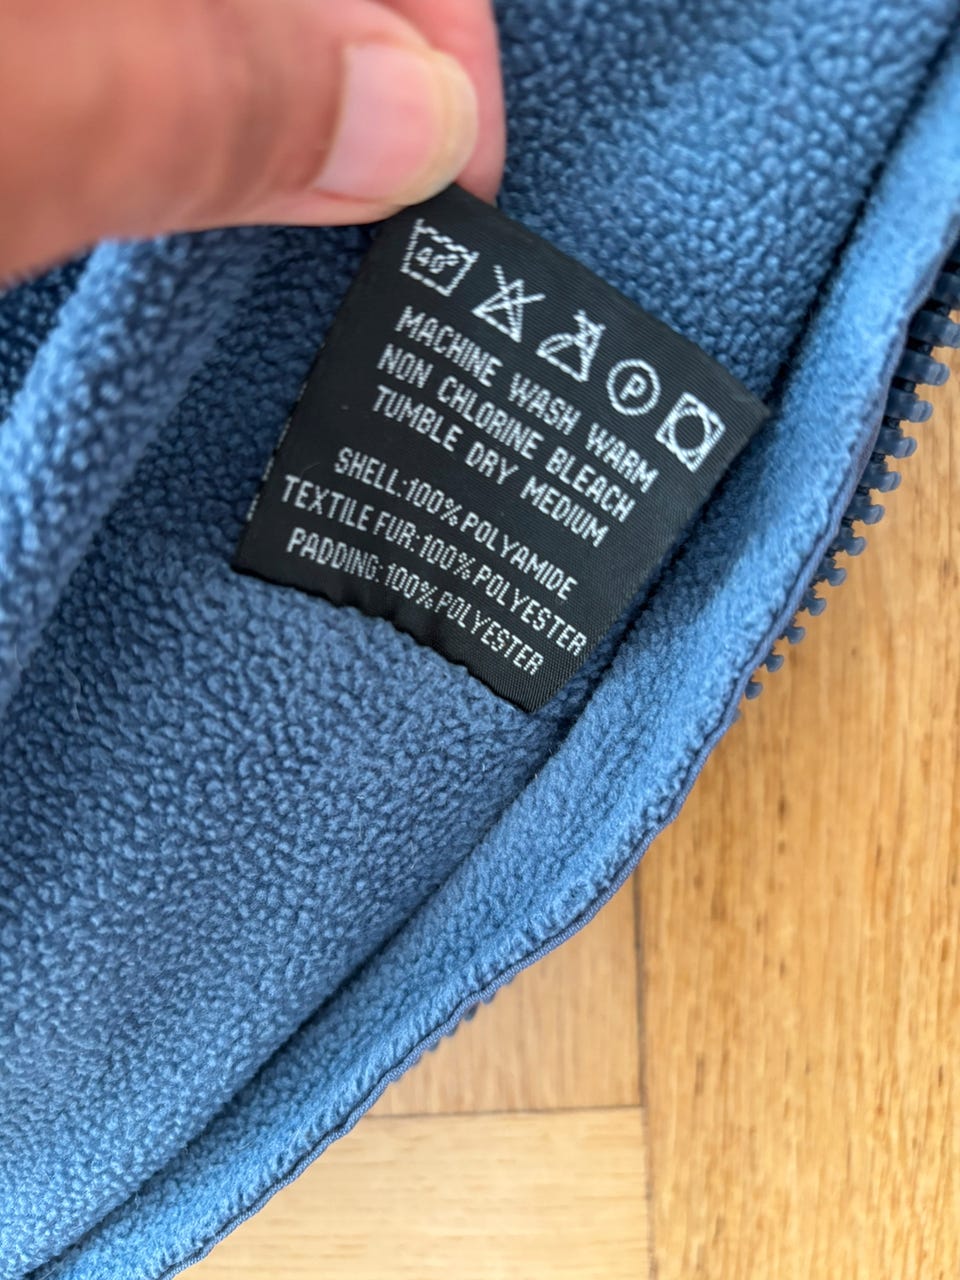 40°
P
MACHINE WASH WARM
NON CHLORINE BLEACH
TUMBLE DRY MEDIUM
SHELL:100% POLYAMIDE
TEXTILE FUR:100% POLYESTER
PADDING:100% POLYESTER